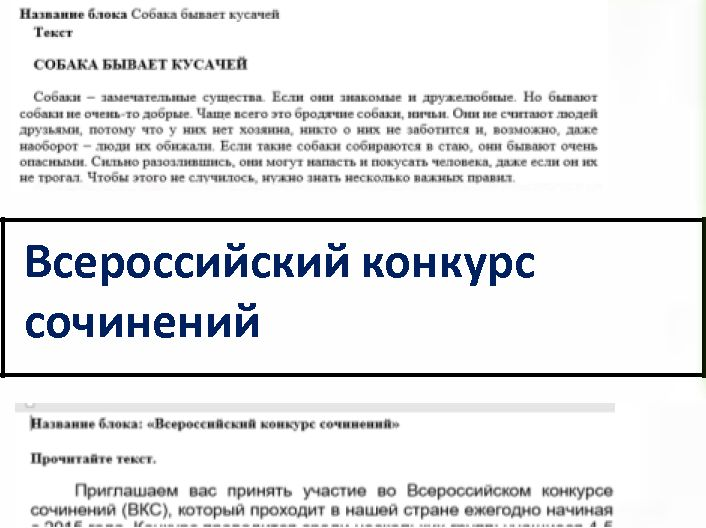 Название блока Собака бывает кусачей
Текст
СОБАКА БЫВАЕТ КУСАЧЕЙ
Собаки – замечательные существа. Если они знакомые и дружелюбные. Но бывают
собаки не очень-то добрые. Чаще всего это бродячие собаки, ничьи. Они не считают людей
друзьями, потому что у них нет хозяина, никто о них не заботится и, возможно, даже
наоборот – люди их обижали. Если такие собаки собираются в стаю, они бывают очень
опасными. Сильно разозлившись, они могут напасть и покусать человека, даже если он их
не трогал. Чтобы этого не случилось, нужно знать несколько важных правил.
Всероссийский конкурс
сочинений
Название блока: «Всероссийский конкурс сочинений»
Прочитайте текст.
Приглашаем вас принять участие во Всероссийском конкурсе
сочинений (ВКС), который проходит в нашей стране ежегодно начиная
с 2015 года. Конкурс проводится среди